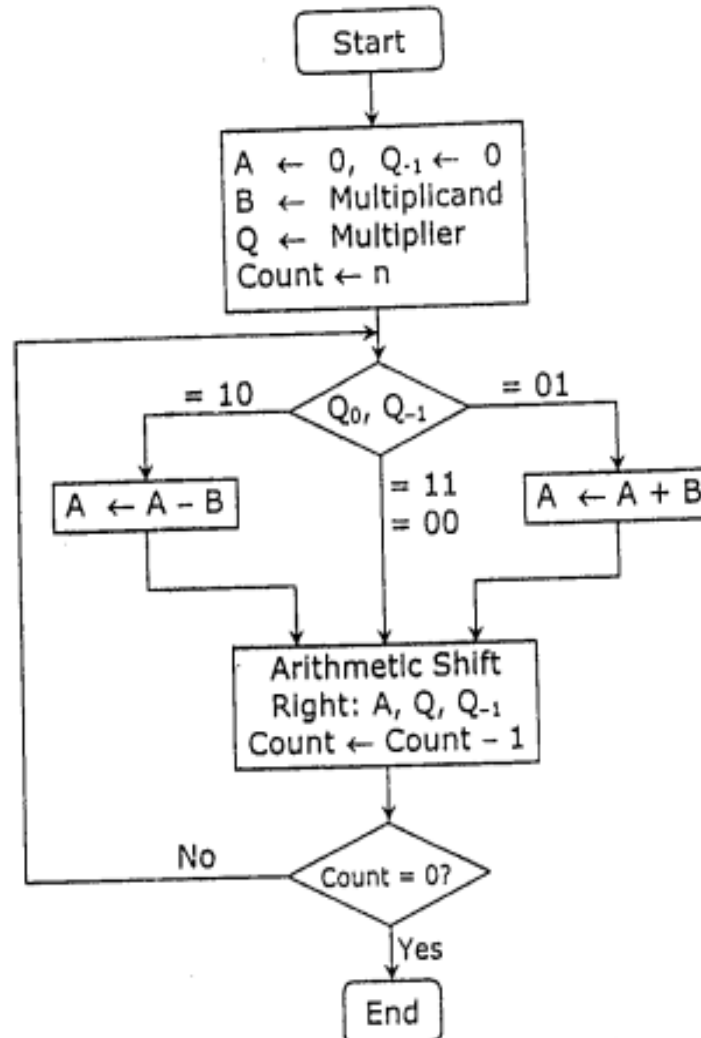 Start
A ← 0, Q₋₁ ← 0
B ← Multiplicand
Q ← Multiplier
Count ← n
= 10
Q₀, Q₋₁
= 01
A ← A – B
= 11
= 00
A ← A + B
Arithmetic Shift
Right: A, Q, Q₋₁
Count ← Count – 1
No
Count = 0?
Yes
End